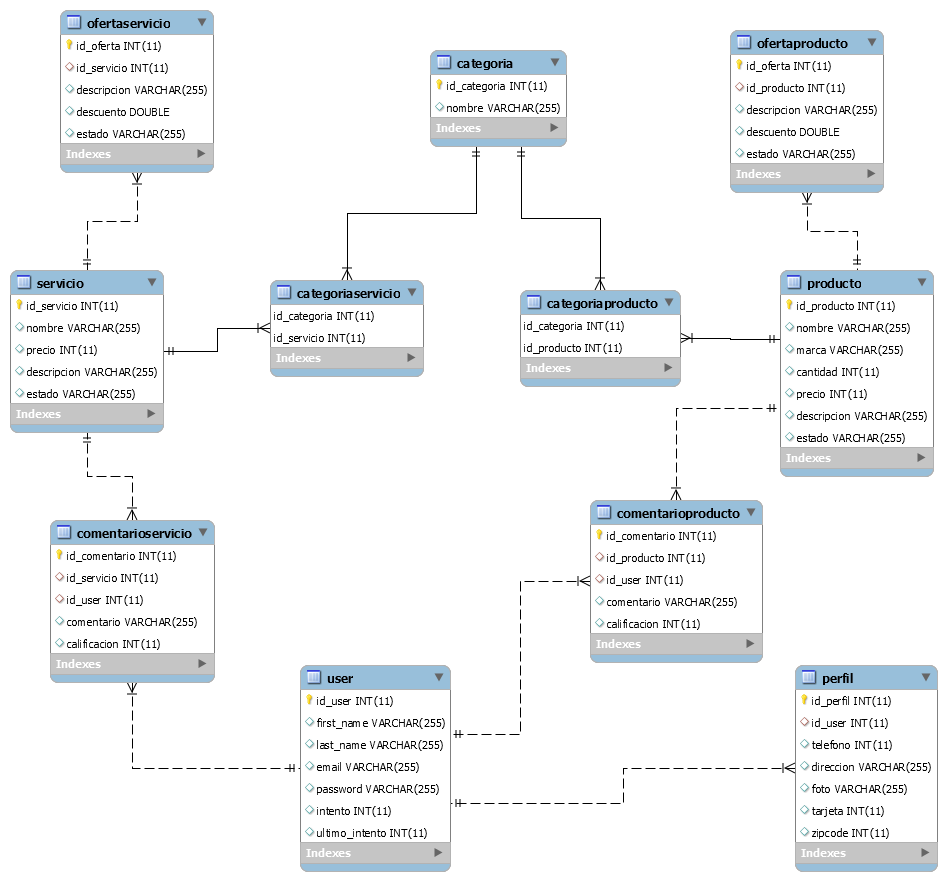 ofertaservicio
id_oferta INT(11)
id_servicio INT(11)
descripcion VARCHAR(255)
descuento DOUBLE
estado VARCHAR(255)
Indexes
categoria
id_categoria INT(11)
nombre VARCHAR(255)
Indexes
ofertaproducto
id_oferta INT(11)
id_producto INT(11)
descripcion VARCHAR(255)
descuento DOUBLE
estado VARCHAR(255)
Indexes
servicio
id_servicio INT(11)
nombre VARCHAR(255)
precio INT(11)
descripcion VARCHAR(255)
estado VARCHAR(255)
Indexes
categoriaservicio
id_categoria INT(11)
id_servicio INT(11)
Indexes
categoriaproducto
id_categoria INT(11)
id_producto INT(11)
Indexes
producto
id_producto INT(11)
nombre VARCHAR(255)
marca VARCHAR(255)
cantidad INT(11)
precio INT(11)
descripcion VARCHAR(255)
estado VARCHAR(255)
Indexes
comentarioservicio
id_comentario INT(11)
id_servicio INT(11)
id_user INT(11)
comentario VARCHAR(255)
calificacion INT(11)
Indexes
comentarioproducto
id_comentario INT(11)
id_producto INT(11)
id_user INT(11)
comentario VARCHAR(255)
calificacion INT(11)
Indexes
user
id_user INT(11)
first_name VARCHAR(255)
last_name VARCHAR(255)
email VARCHAR(255)
password VARCHAR(255)
intento INT(11)
ultimo_intento INT(11)
Indexes
perfil
id_perfil INT(11)
id_user INT(11)
telefono INT(11)
direccion VARCHAR(255)
foto VARCHAR(255)
tarjeta INT(11)
zipcode INT(11)
Indexes